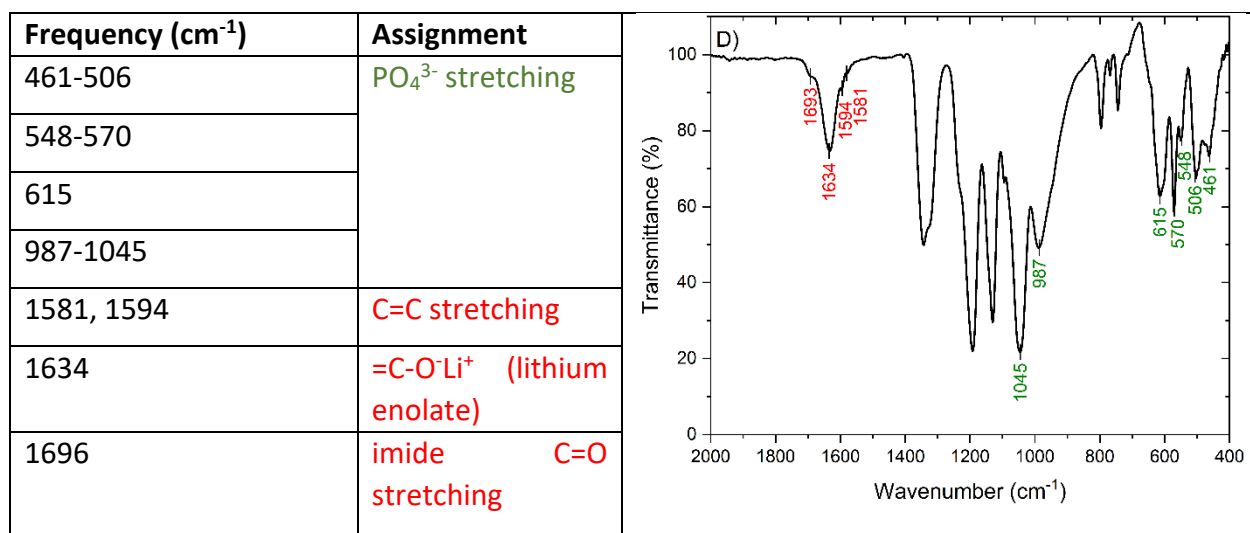 Frequency (cm-1) Assignment
461-506 PO43- stretching
548-570
615
987-1045
1581, 1594 C=C stretching
1634 =C-O-Li+ (lithium
enolate)
1696 imide C=O
stretching
D)
100
80
60
40
20
0
Transmittance (%)
1693
1634
1594
1581
1045
987
615
570
548
506
461
2000 1800 1600 1400 1200 1000 800 600 400
Wavenumber (cm-1)